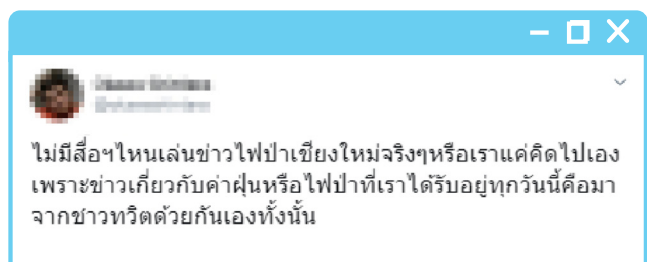 ไม่มีสื่อฯไหนเล่นข่าวไฟป่าเชียงใหม่จริงๆหรือเราแค่คิดไปเอง
เพราะข่าวเกี่ยวกับค่าฝุ่นหรือไฟป่าที่เราได้รับอยู่ทุกวันนี้คือมา
จากชาวทวิตด้วยกันเองทั้งนั้น